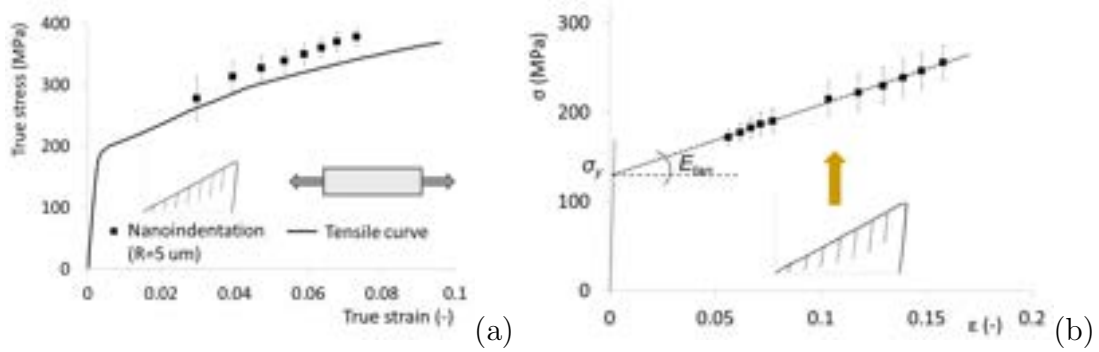 True stress (MPa)
400
300
200
100
0
Nanoindentation
(R=5 um)
Tensile curve
0
0.02
0.04
0.06
0.08
0.1
True strain (-)
(a)
σ (MPa)
300
200
100
0
σy
0
0.05
0.1
0.15
0.2
ε (-)
(b)